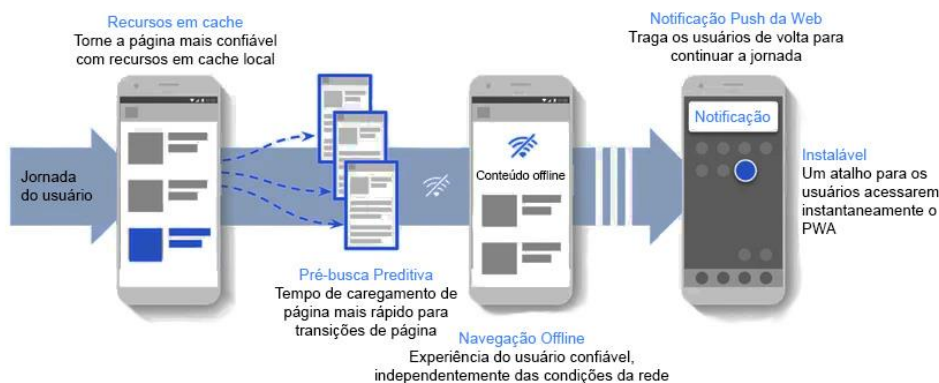 Recursos em cache
Torne a página mais confiável
com recursos em cache local
Notificação Push da Web
Traga os usuários de volta para
continuar a jornada
Notificação
Jornada
do usuário
Conteúdo offline
Instalável
Um atalho para os
usuários acessarem
instantaneamente o
PWA
Pré-busca Preditiva
Tempo de caregamento de
página mais rápido para
transições de página
Navegação Offline
Experiência do usuário confiável,
independentemente das condições da rede